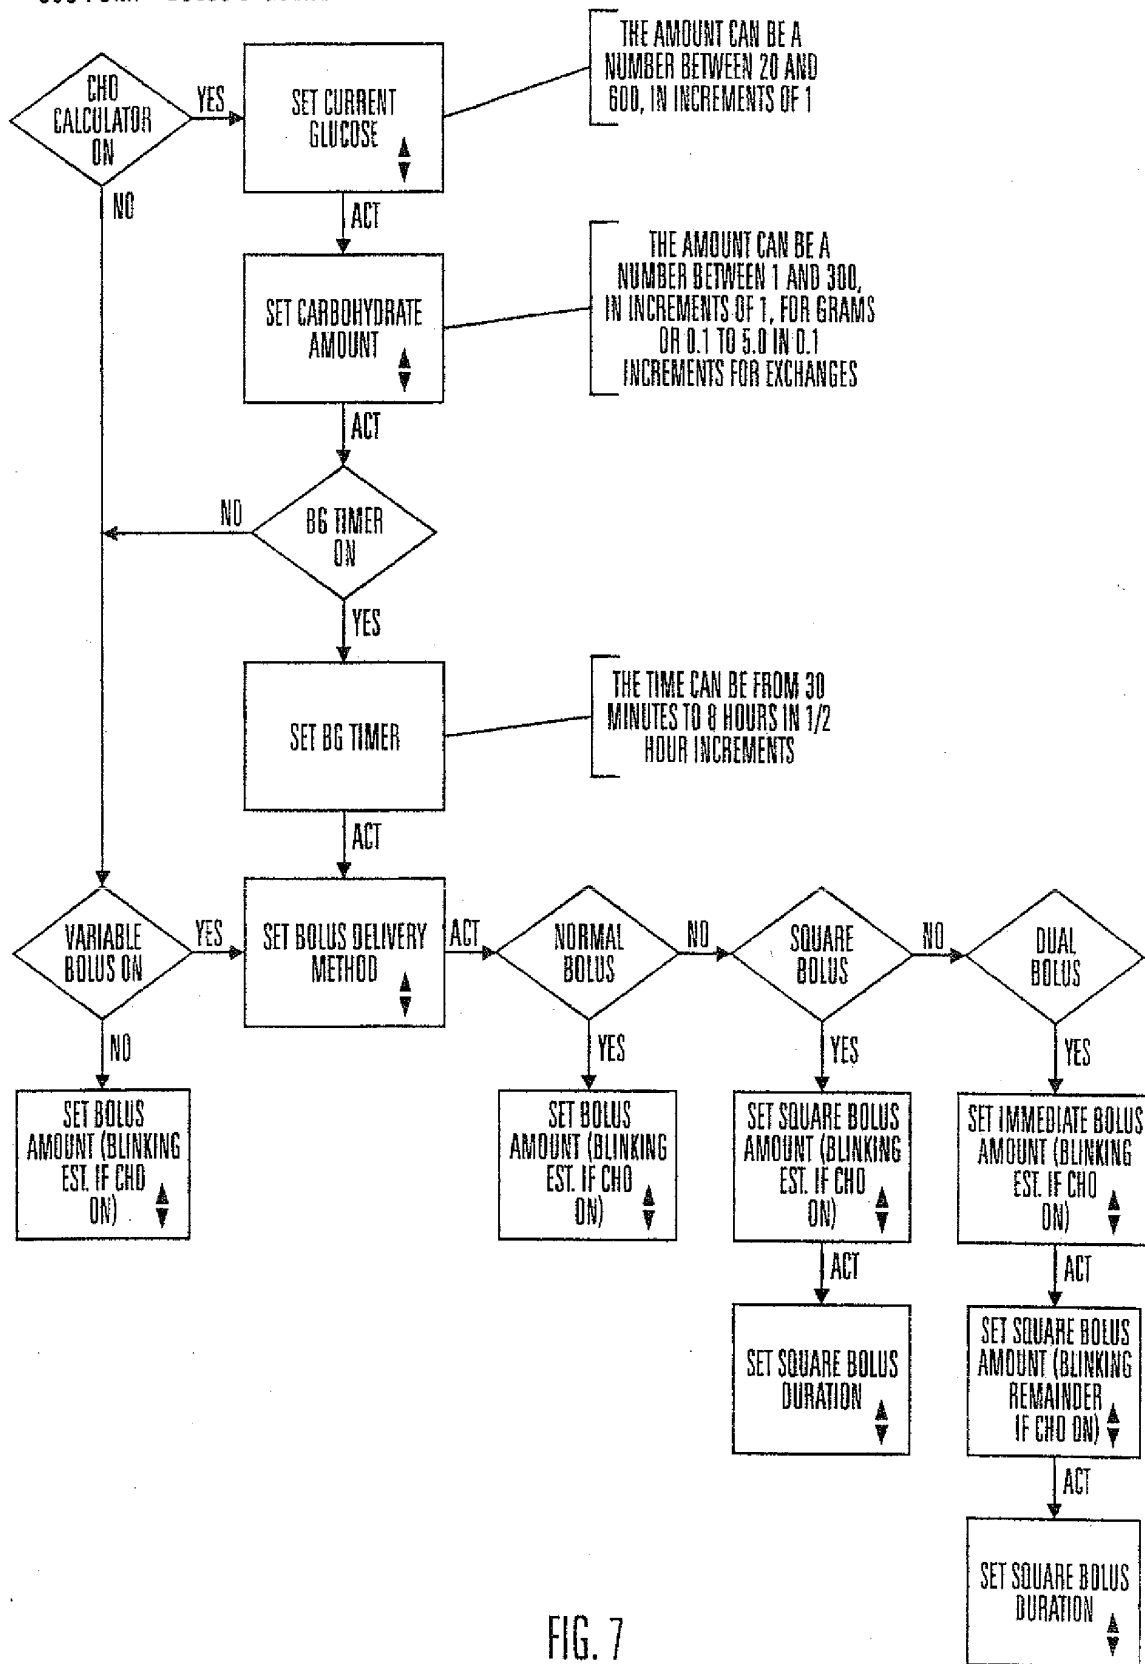 CHO
CALCULATOR
ON
YES
NO
SET CURRENT
GLUCOSE
THE AMOUNT CAN BE A
NUMBER BETWEEN 20 AND
600, IN INCREMENTS OF 1
ACT
SET CARBOHYDRATE
AMOUNT
THE AMOUNT CAN BE A
NUMBER BETWEEN 1 AND 300,
IN INCREMENTS OF 1, FOR GRAMS
OR 0.1 TO 5.0 IN 0.1
INCREMENTS FOR EXCHANGES
ACT
NO
BG TIMER
ON
YES
SET BG TIMER
THE TIME CAN BE FROM 30
MINUTES TO 8 HOURS IN 1/2
HOUR INCREMENTS
ACT
VARIABLE
BOLUS ON
YES
SET BOLUS DELIVERY
METHOD
ACT
NORMAL
BOLUS
NO
SQUARE
BOLUS
NO
DUAL
BOLUS
NO
YES
YES
YES
SET BOLUS
AMOUNT (BLINKING
EST. IF CHO
ON)
SET BOLUS
AMOUNT (BLINKING
EST. IF CHO
ON)
SET SQUARE BOLUS
AMOUNT (BLINKING
EST. IF CHO
ON)
SET IMMEDIATE BOLUS
AMOUNT (BLINKING
EST. IF CHO
ON)
ACT
ACT
SET SQUARE BOLUS
DURATION
SET SQUARE BOLUS
AMOUNT (BLINKING
REMAINDER
IF CHO ON)
ACT
SET SQUARE BOLUS
DURATION
FIG. 7